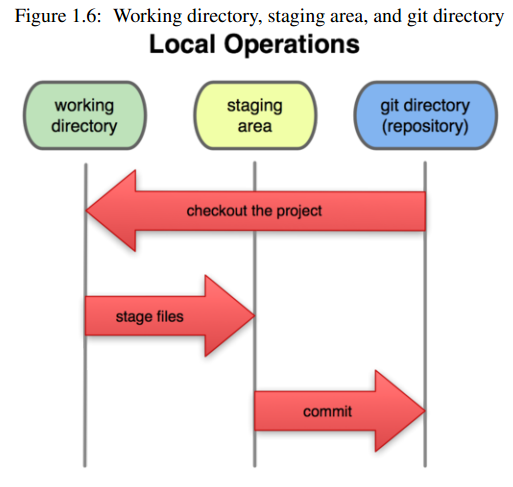 Figure 1.6: Working directory, staging area, and git directory
Local Operations
working
directory
staging
area
git directory
(repository)
checkout the project
stage files
commit